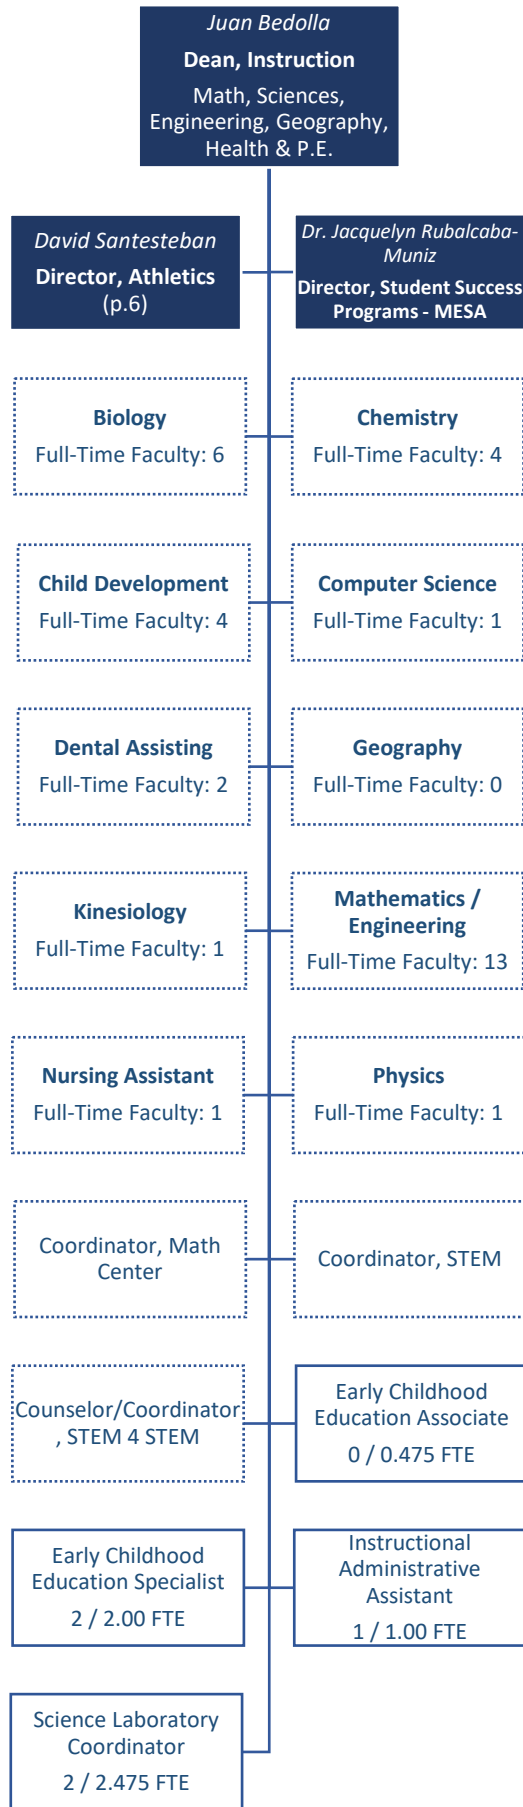 Juan Bedolla
Dean, Instruction
Math, Sciences,
Engineering, Geography,
Health & P.E.
David Santesteban
Director, Athletics
(p.6)
Dr. Jacquelyn Rubalcaba-
Muniz
Director, Student Success
Programs - MESA
Biology
Full-Time Faculty: 6
Chemistry
Full-Time Faculty: 4
Child Development
Full-Time Faculty: 4
Computer Science
Full-Time Faculty: 1
Dental Assisting
Full-Time Faculty: 2
Geography
Full-Time Faculty: 0
Kinesiology
Full-Time Faculty: 1
Mathematics /
Engineering
Full-Time Faculty: 13
Nursing Assistant
Full-Time Faculty: 1
Physics
Full-Time Faculty: 1
Coordinator, Math
Center
Coordinator, STEM
Counselor/Coordinator
, STEM 4 STEM
Early Childhood
Education Associate
0 / 0.475 FTE
Early Childhood
Education Specialist
2 / 2.00 FTE
Instructional
Administrative
Assistant
1 / 1.00 FTE
Science Laboratory
Coordinator
2 / 2.475 FTE